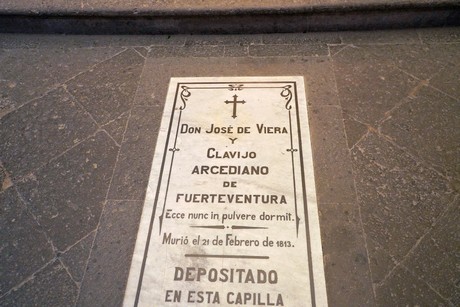 Don José de Viera
y
Clavijo
Arcediano
de
Fuerteventura
Ecce nunc in pulvere dormit.
Murió el 21 de Febrero de 1813.
DEPOSITADO
EN ESTA CAPILLA